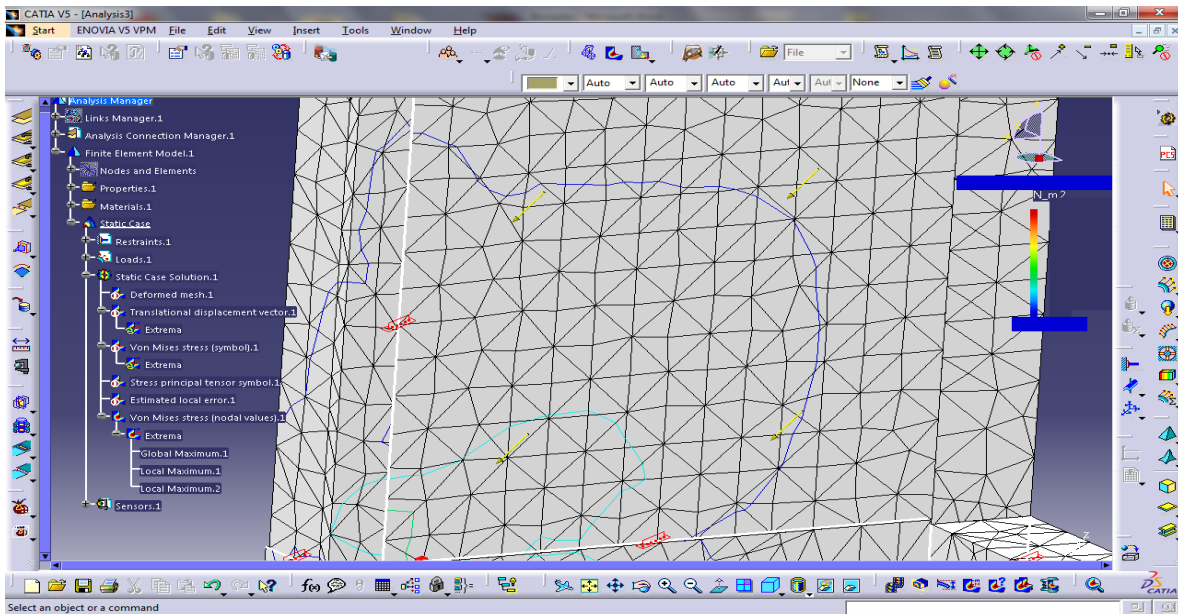 CATIA V5 - [Analysis3]
Start ENOVIA V5 VPM File Edit View Insert Tools Window Help
File
Auto Auto Auto Aut Aut None
Analysis Manager
Links Manager.1
Analysis Connection Manager.1
Finite Element Model.1
Nodes and Elements
Properties.1
Materials.1
Static Case
Restraints.1
Loads.1
Static Case Solution.1
Deformed mesh.1
Translational displacement vector.1
Extrema
Von Mises stress (symbol).1
Extrema
Stress principal tensor symbol.1
Estimated local error.1
Von Mises stress (nodal values).1
Extrema
Global Maximum.1
Local Maximum.1
Local Maximum.2
Sensors.1
N_m2
PCS
z
f(x)
CATIA
Select an object or a command